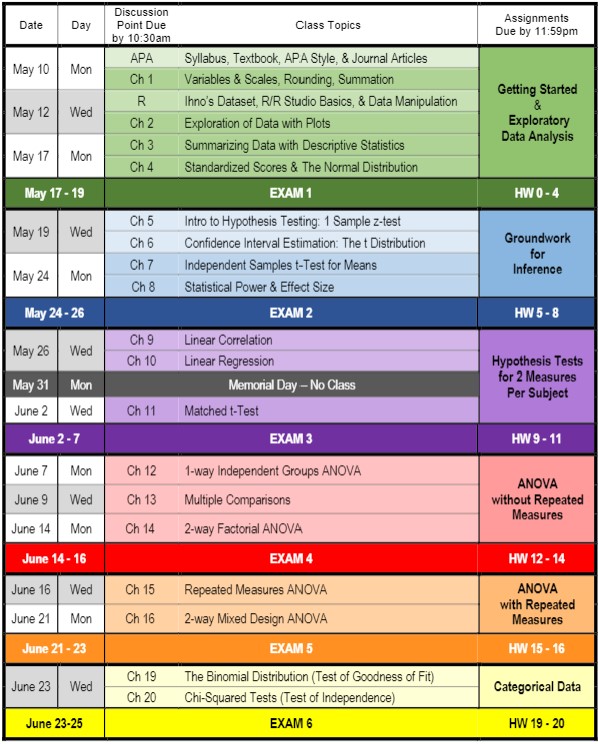 Date Day Discussion Point Due by 10:30am Class Topics Assignments Due by 11:59pm
May 10 Mon APA Syllabus, Textbook, APA Style, & Journal Articles
Ch 1 Variables & Scales, Rounding, Summation
May 12 Wed R Ihno's Dataset, R/R Studio Basics, & Data Manipulation
Ch 2 Exploration of Data with Plots
May 17 Mon Ch 3 Summarizing Data with Descriptive Statistics
Ch 4 Standardized Scores & The Normal Distribution
Getting Started
&
Exploratory
Data Analysis
May 17 - 19 EXAM 1 HW 0 - 4
May 19 Wed Ch 5 Intro to Hypothesis Testing: 1 Sample z-test
Ch 6 Confidence Interval Estimation: The t Distribution
May 24 Mon Ch 7 Independent Samples t-Test for Means
Ch 8 Statistical Power & Effect Size
Groundwork
for
Inference
May 24 - 26 EXAM 2 HW 5 - 8
May 26 Wed Ch 9 Linear Correlation
Ch 10 Linear Regression
May 31 Mon Memorial Day – No Class
June 2 Wed Ch 11 Matched t-Test
Hypothesis Tests
for 2 Measures
Per Subject
June 2 - 7 EXAM 3 HW 9 - 11
June 7 Mon Ch 12 1-way Independent Groups ANOVA
June 9 Wed Ch 13 Multiple Comparisons
June 14 Mon Ch 14 2-way Factorial ANOVA
ANOVA
without Repeated
Measures
June 14 - 16 EXAM 4 HW 12 - 14
June 16 Wed Ch 15 Repeated Measures ANOVA
June 21 Mon Ch 16 2-way Mixed Design ANOVA
ANOVA
with Repeated
Measures
June 21 - 23 EXAM 5 HW 15 - 16
June 23 Wed Ch 19 The Binomial Distribution (Test of Goodness of Fit)
Ch 20 Chi-Squared Tests (Test of Independence)
Categorical Data
June 23-25 EXAM 6 HW 19 - 20